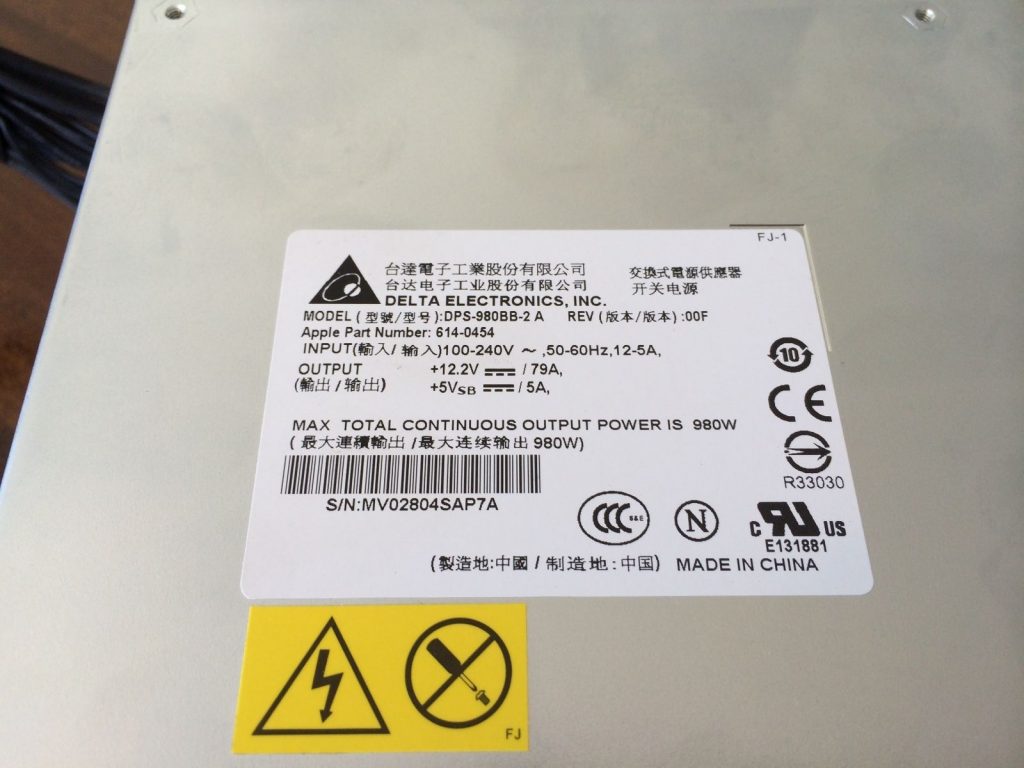 FJ-1
台達電子工業股份有限公司
台达电子工业股份有限公司
DELTA ELECTRONICS, INC.
交換式電源供應器
开关电源
MODEL (型號/型号):DPS-980BB-2 A REV (版本/版本) :00F
Apple Part Number: 614-0454
INPUT(輸入/ 输入)100-240V ～ ,50-60Hz,12-5A,
OUTPUT +12.2V ⎓ / 79A,
(輸出 / 输出) +5VSB ⎓ / 5A,
10
CE
MAX TOTAL CONTINUOUS OUTPUT POWER IS 980W
( 最大連續輸出 /最大连续输出 980W)
R33030
S/N:MV02804SAP7A
CCC S&E N c RU US
E131881
(製造地:中國 / 制造地: 中国) MADE IN CHINA
FJ